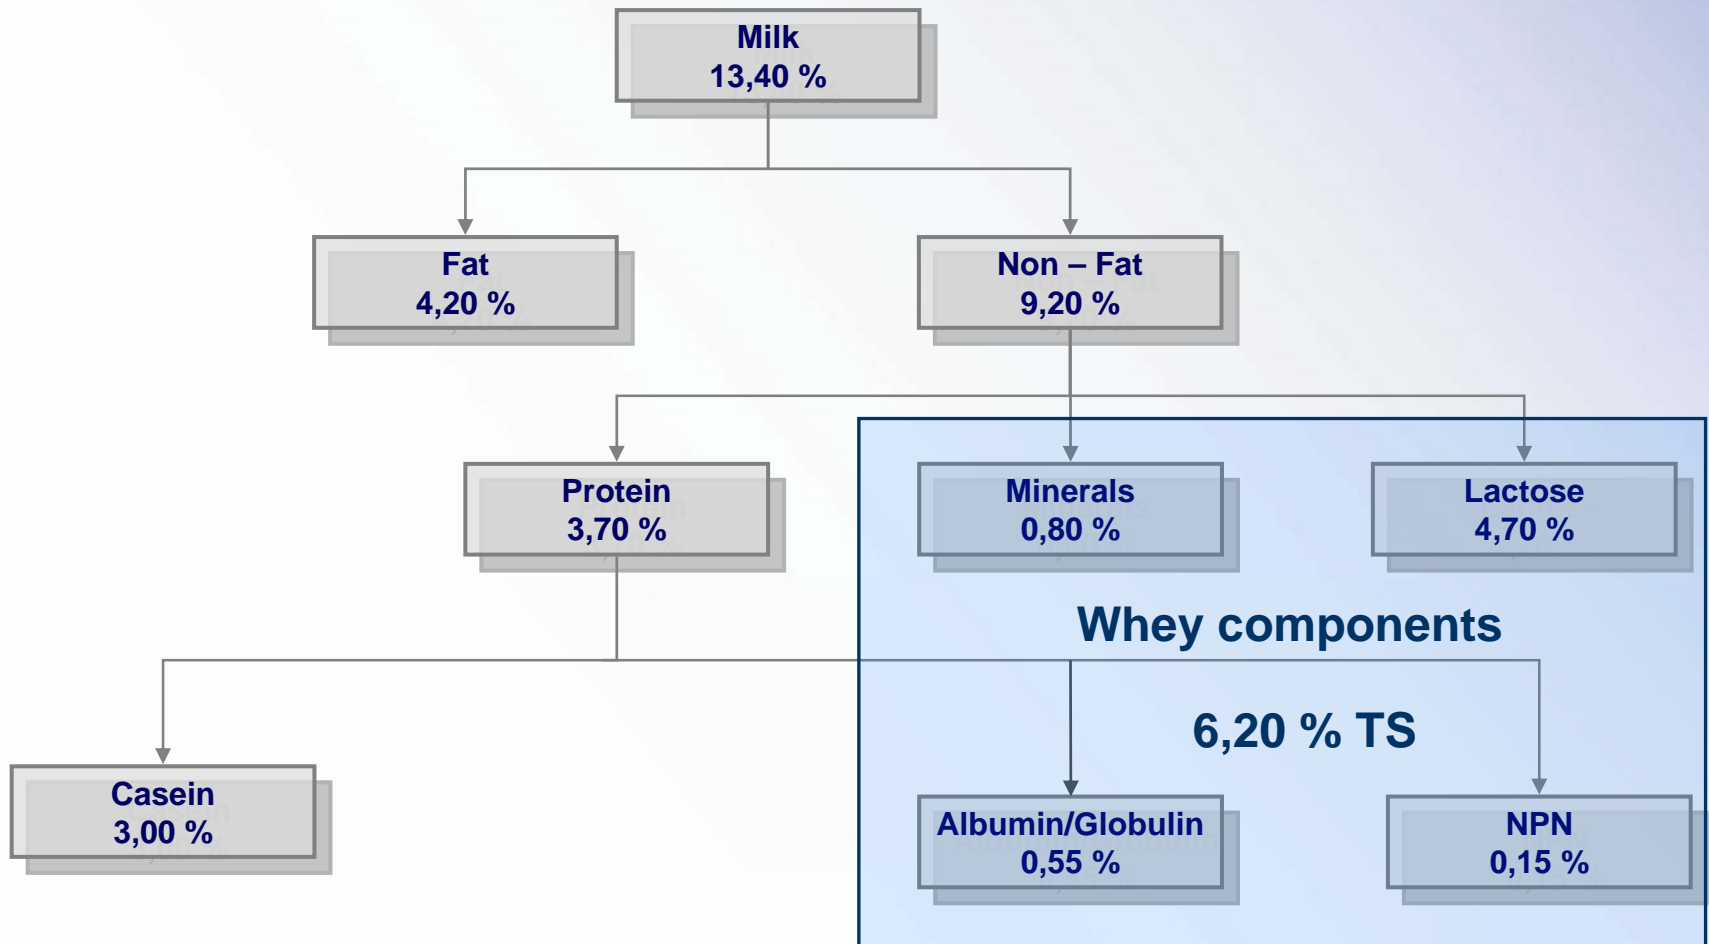 Milk
13,40 %
Fat
4,20 %
Non – Fat
9,20 %
Protein
3,70 %
Minerals
0,80 %
Lactose
4,70 %
Whey components
6,20 % TS
Casein
3,00 %
Albumin/Globulin
0,55 %
NPN
0,15 %